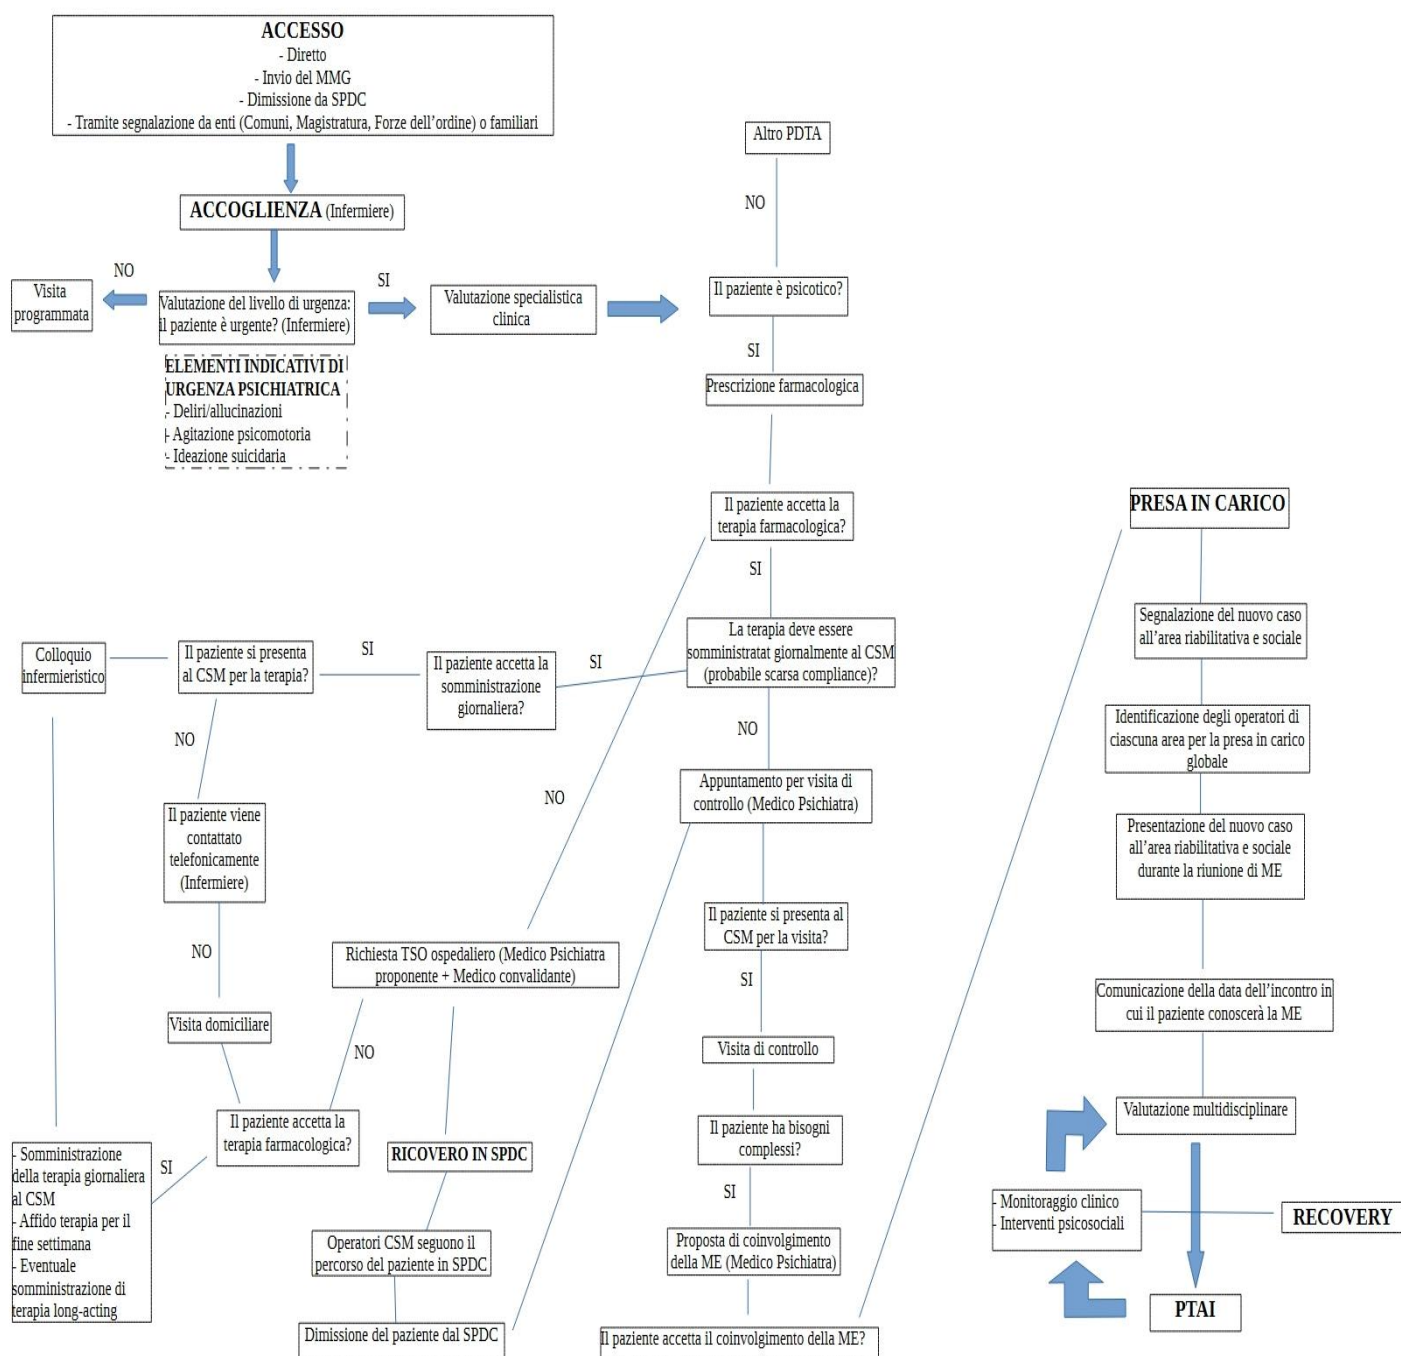 ACCESSO
- Diretto
- Invio del MMG
- Dimissione da SPDC
- Tramite segnalazione da enti (Comuni, Magistratura, Forze dell'ordine) o familiari
ACCOGLIENZA (Infermiere)
NO
SI
Visita
programmata
Valutazione del livello di urgenza:
il paziente è urgente? (Infermiere)
Valutazione specialistica
clinica
ELEMENTI INDICATIVI DI
URGENZA PSICHIATRICA
- Deliri/allucinazioni
- Agitazione psicomotoria
- Ideazione suicidaria
Altro PDTA
NO
Il paziente è psicotico?
SI
Prescrizione farmacologica
Il paziente accetta la
terapia farmacologica?
SI
La terapia deve essere
somministratat giornalmente al CSM
(probabile scarsa compliance)?
SI
Il paziente accetta la
somministrazione
giornaliera?
SI
Il paziente si presenta
al CSM per la terapia?
Colloquio
infermieristico
NO
Il paziente viene
contattato
telefonicamente
(Infermiere)
NO
Visita domiciliare
Il paziente accetta la
terapia farmacologica?
SI
- Somministrazione
della terapia giornaliera
al CSM
- Affido terapia per il
fine settimana
- Eventuale
somministrazione di
terapia long-acting
NO
NO
Richiesta TSO ospedaliero (Medico Psichiatra
proponente + Medico convalidante)
RICOVERO IN SPDC
Operatori CSM seguono il
percorso del paziente in SPDC
Dimissione del paziente dal SPDC
NO
Appuntamento per visita di
controllo (Medico Psichiatra)
Il paziente si presenta al
CSM per la visita?
SI
Visita di controllo
Il paziente ha bisogni
complessi?
SI
Proposta di coinvolgimento
della ME (Medico Psichiatra)
Il paziente accetta il coinvolgimento della ME?
PRESA IN CARICO
Segnalazione del nuovo caso
all'area riabilitativa e sociale
Identificazione degli operatori di
ciascuna area per la presa in carico
globale
Presentazione del nuovo caso
all'area riabilitativa e sociale
durante la riunione di ME
Comunicazione della data dell'incontro in
cui il paziente conoscerà la ME
Valutazione multidisciplinare
- Monitoraggio clinico
- Interventi psicosociali
RECOVERY
PTAI